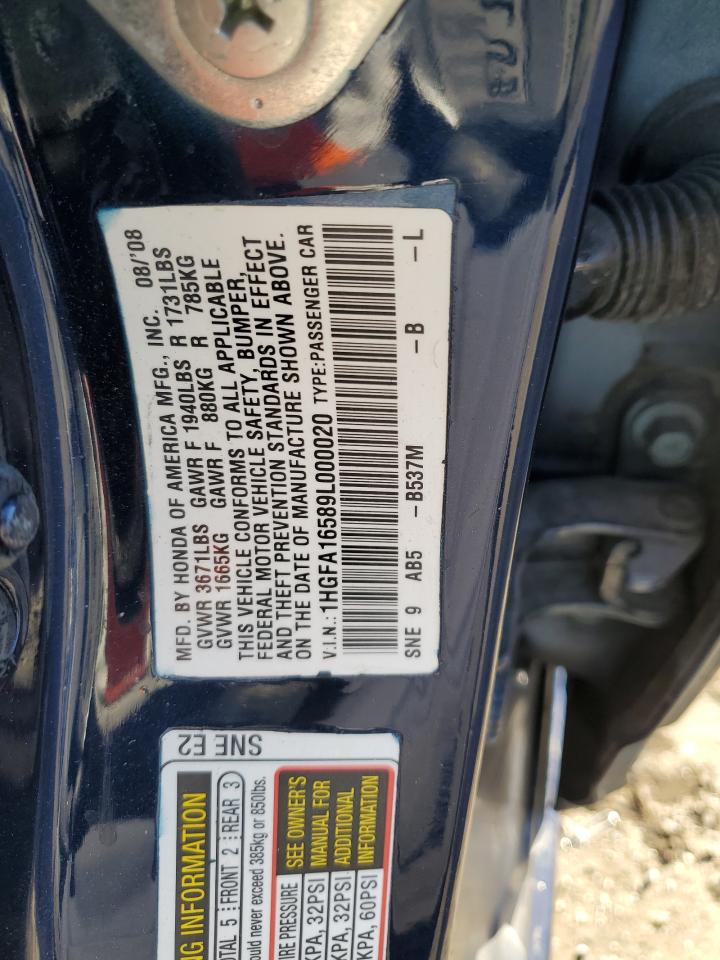 MFD. BY HONDA OF AMERICA MFG., INC. 08/'08
GVWR 3671LBS GAWR F 1940LBS R 1731LBS
GVWR 1665KG GAWR F 880KG R 785KG
THIS VEHICLE CONFORMS TO ALL APPLICABLE
FEDERAL MOTOR VEHICLE SAFETY, BUMPER,
AND THEFT PREVENTION STANDARDS IN EFFECT
ON THE DATE OF MANUFACTURE SHOWN ABOVE.
V.I.N.: 1HGFA16589L000020 TYPE:PASSENGER CAR
SNE 9 AB5 -B537M -B -L
SNE E2
NG INFORMATION
OTAL 5 FRONT 2 REAR 3
ould never exceed 385kg or 850lbs.
IRE PRESSURE SEE OWNER'S
KPA, 32PSI MANUAL FOR
KPA, 32PSI ADDITIONAL
KPA, 60PSI INFORMATION